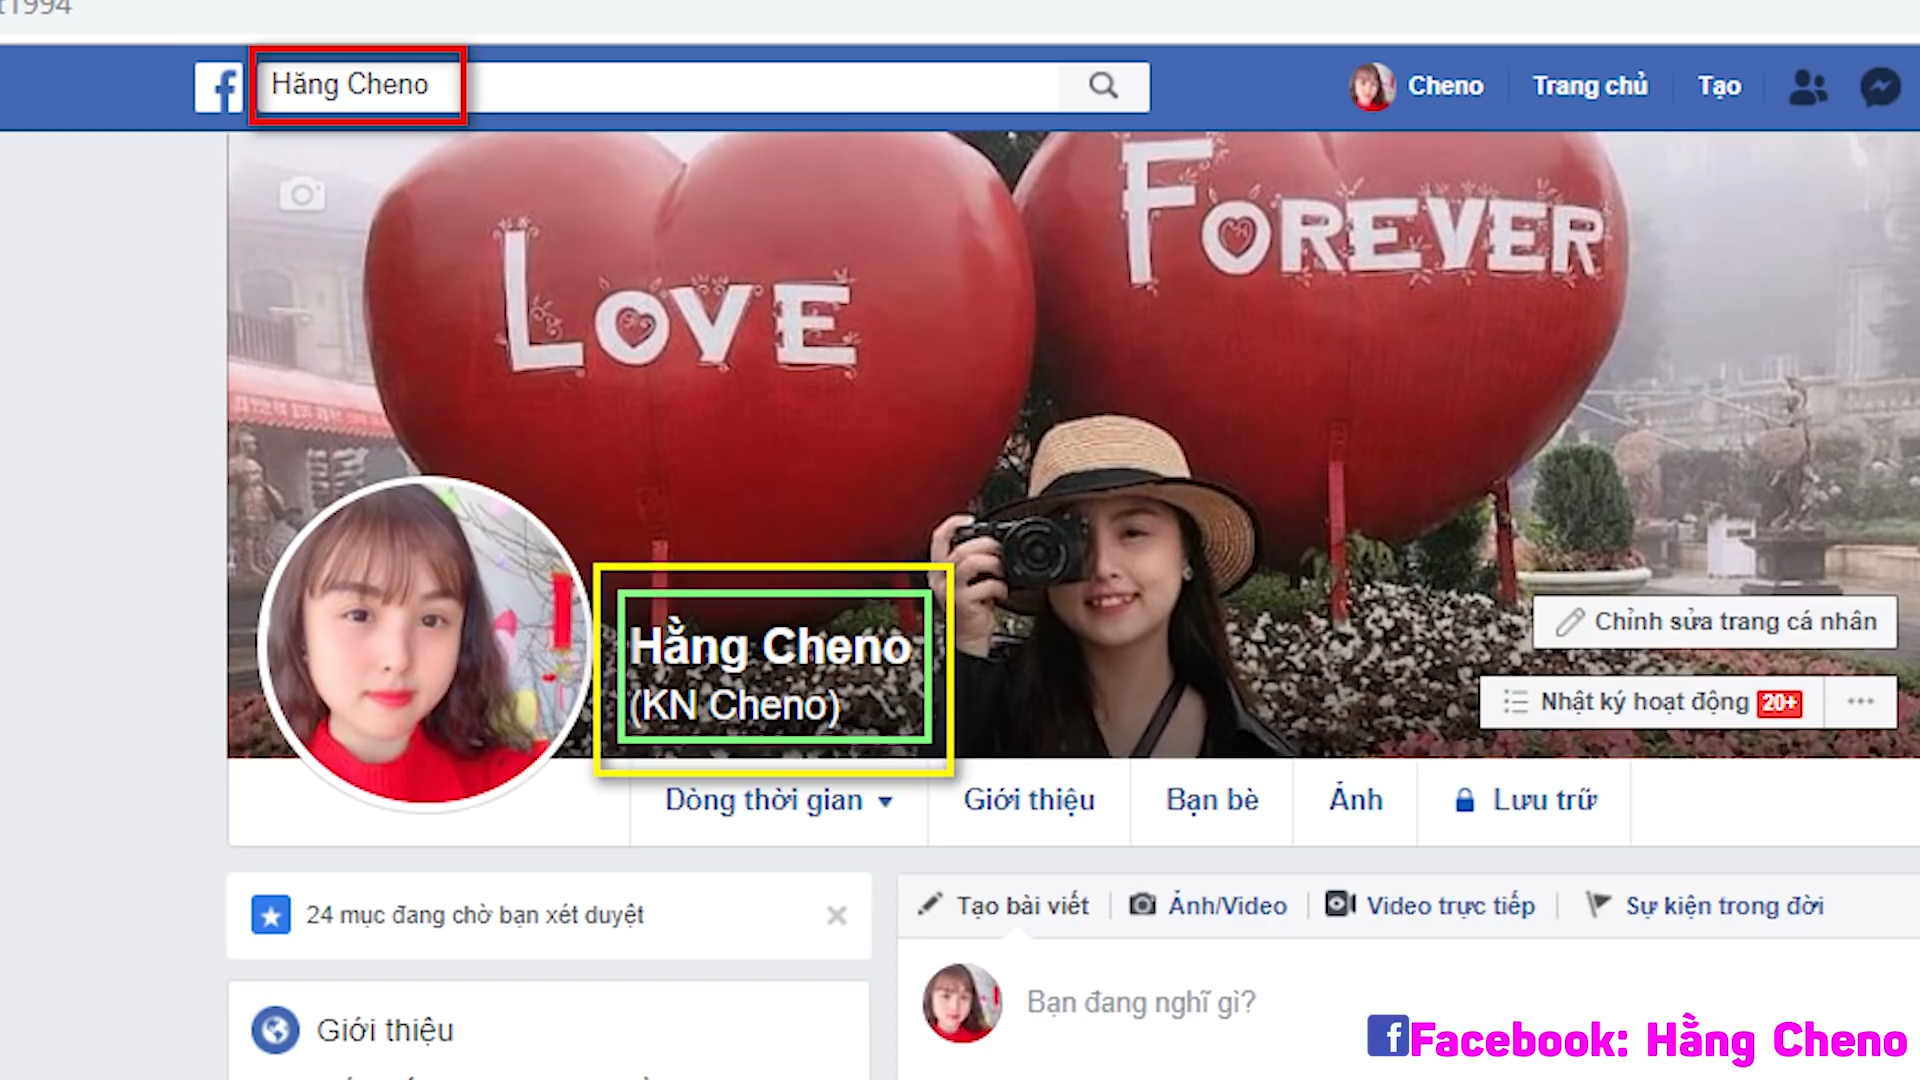 t1994
Hằng Cheno
Cheno
Trang chủ
Tạo
LOVE
FOREVER
Hằng Cheno
(KN Cheno)
Chỉnh sửa trang cá nhân
Nhật ký hoạt động 20+
Dòng thời gian
Giới thiệu
Bạn bè
Ảnh
Lưu trữ
24 mục đang chờ bạn xét duyệt
Tạo bài viết
Ảnh/Video
Video trực tiếp
Sự kiện trong đời
Bạn đang nghĩ gì?
Giới thiệu
Facebook: Hằng Cheno